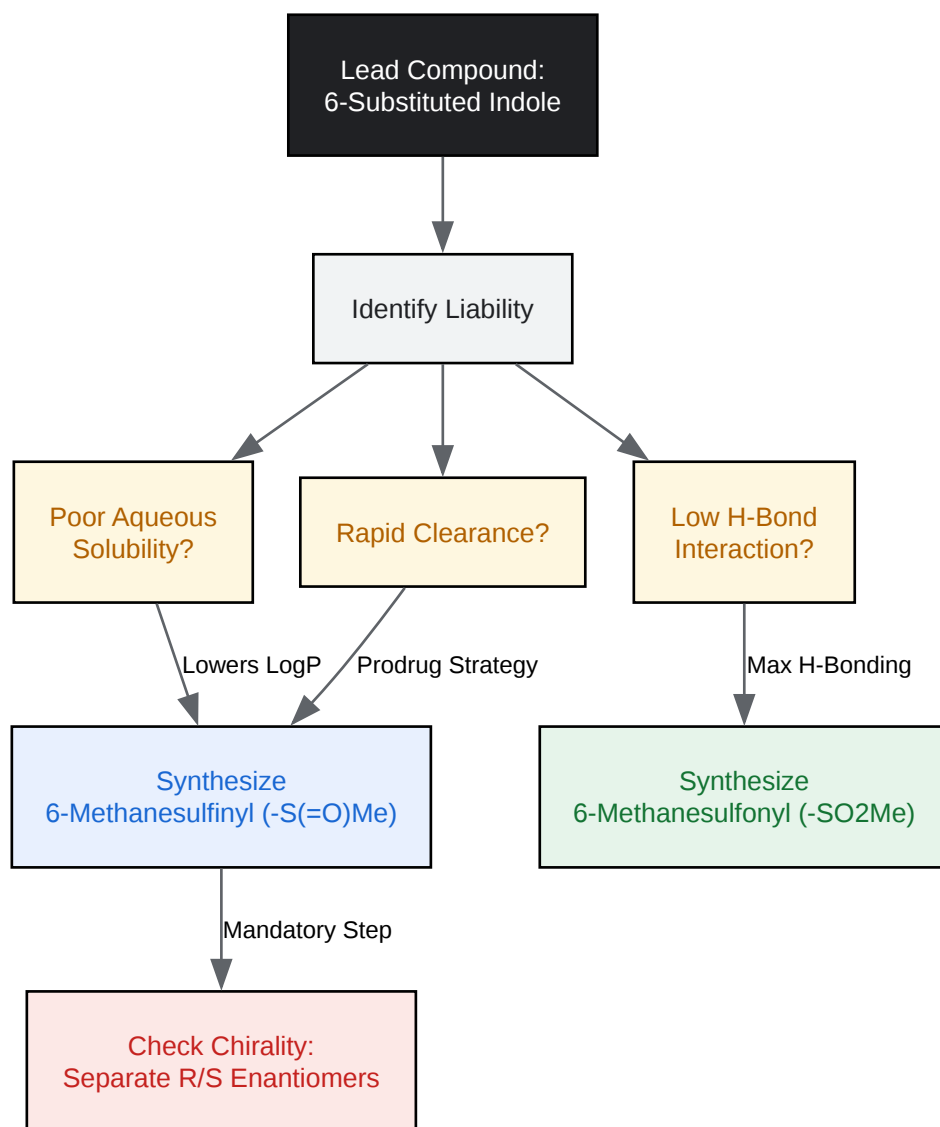 Lead Compound:
6-Substituted Indole
Identify Liability
Poor Aqueous
Solubility?
Rapid Clearance?
Low H-Bond
Interaction?
Lowers LogP
Prodrug Strategy
Max H-Bonding
Synthesize
6-Methanesulfinyl (-S(=O)Me)
Synthesize
6-Methanesulfonyl (-SO2Me)
Mandatory Step
Check Chirality:
Separate R/S Enantiomers